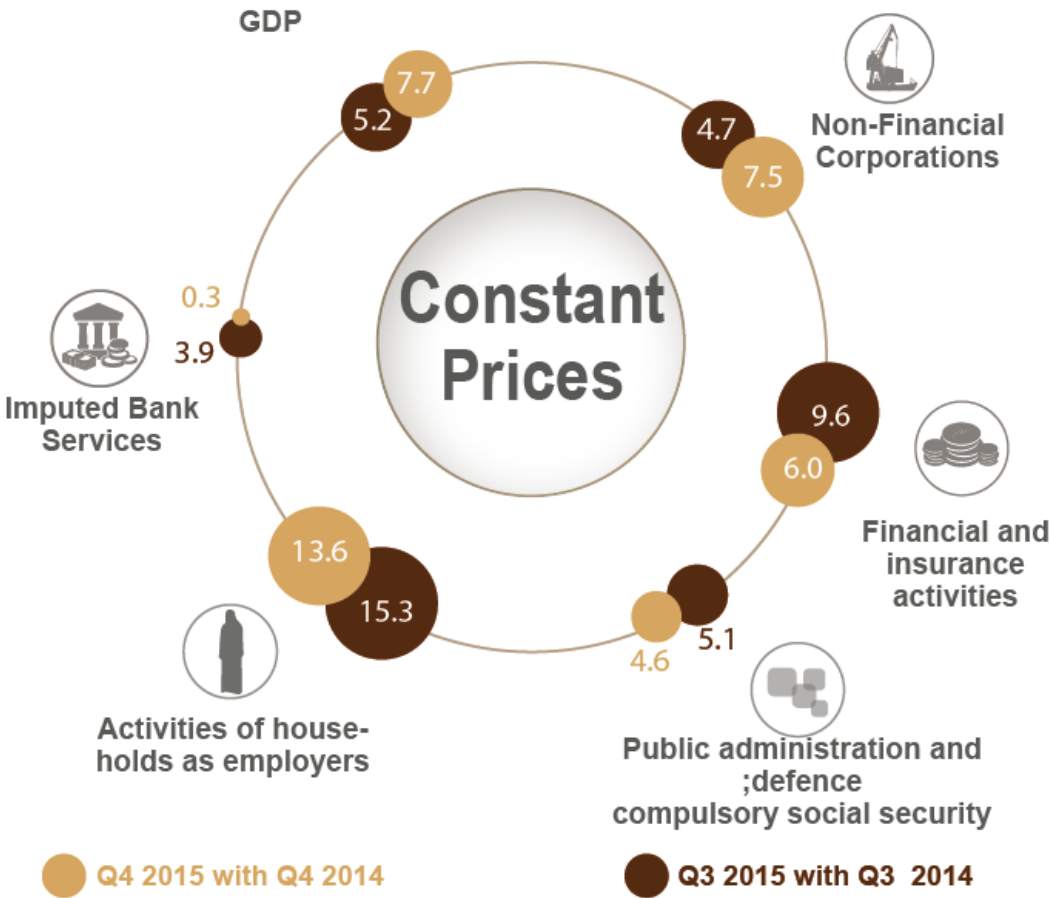 GDP
7.7
5.2
4.7
7.5
Non-Financial
Corporations
Constant
Prices
0.3
3.9
Imputed Bank
Services
9.6
6.0
Financial and
insurance
activities
13.6
15.3
5.1
4.6
Activities of house-
holds as employers
Public administration and
;defence
compulsory social security
Q4 2015 with Q4 2014
Q3 2015 with Q3 2014